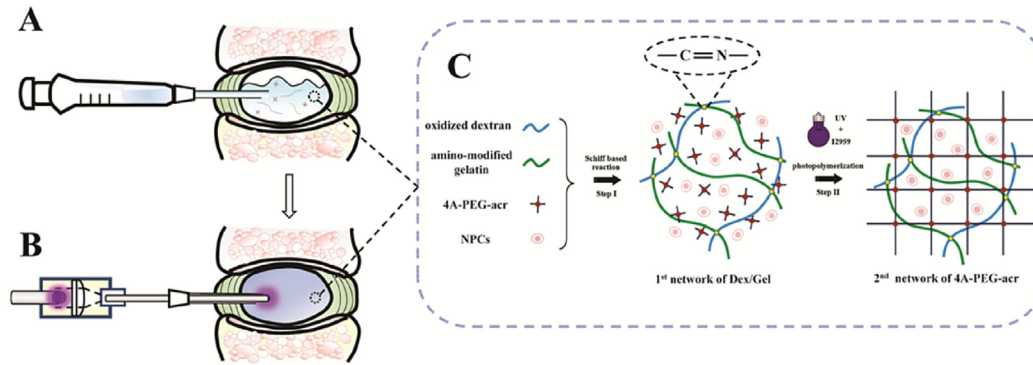 A
B
C
C=N
oxidized dextran
amino-modified
gelatin
4A-PEG-acr
NPCs
Schiff based
reaction
Step I
1st network of Dex/Gel
UV
+
I2959
photopolymerization
Step II
2nd network of 4A-PEG-acr